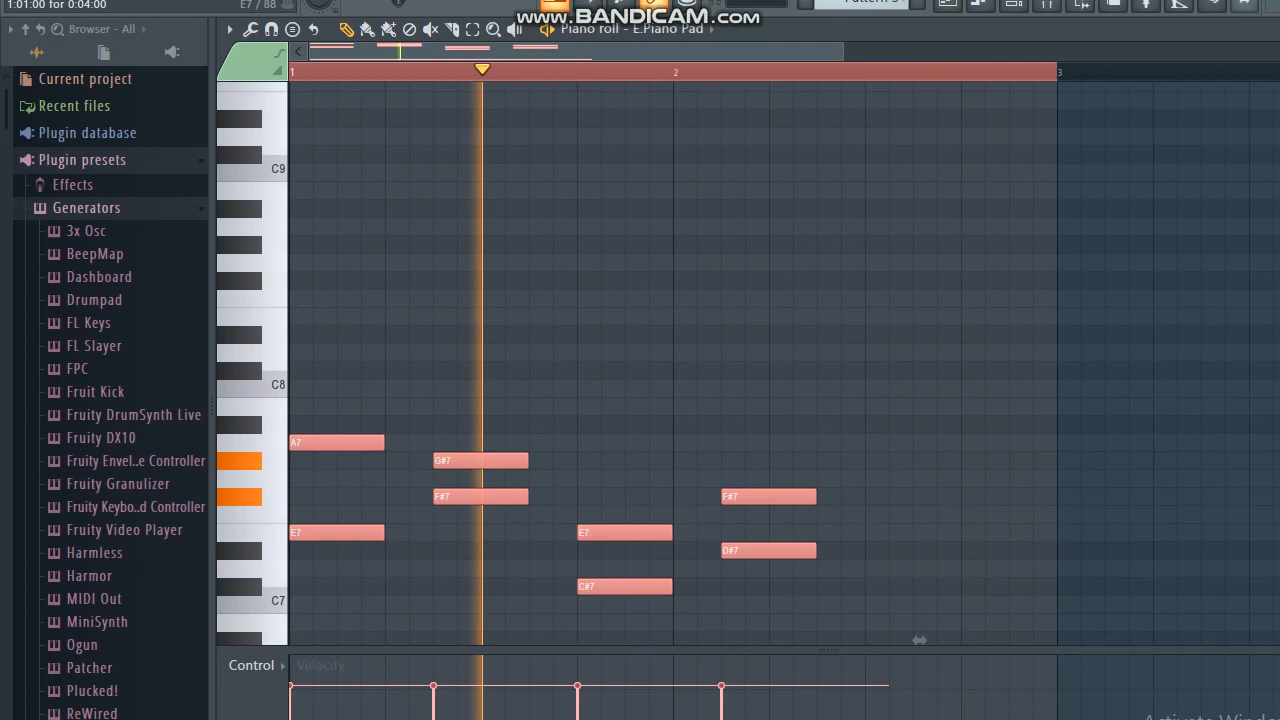 1:01:00 for 0:04:00
E7 / 88
www.BANDICAM.com
Browser - All
Piano roll - E.Piano Pad
1
2
3
Current project
Recent files
Plugin database
Plugin presets
Effects
Generators
3x Osc
BeepMap
Dashboard
Drumpad
FL Keys
FL Slayer
FPC
Fruit Kick
Fruity DrumSynth Live
Fruity DX10
Fruity Envel..e Controller
Fruity Granulizer
Fruity Keybo..d Controller
Fruity Video Player
Harmless
Harmor
MIDI Out
MiniSynth
Ogun
Patcher
Plucked!
ReWired
C9
C8
C7
A7
G#7
F#7
F#7
E7
E7
D#7
C#7
Control
Velocity